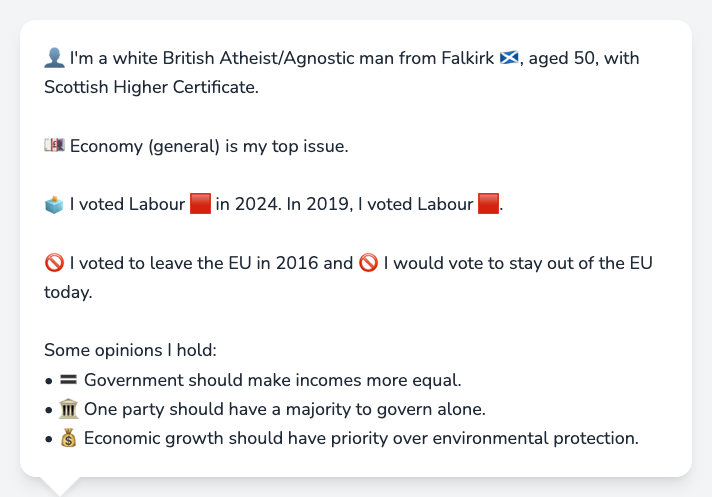 👤 I'm a white British Atheist/Agnostic man from Falkirk 🏴󠁧󠁢󠁳󠁣󠁴󠁿, aged 50, with
Scottish Higher Certificate.
💷 Economy (general) is my top issue.
🗳️ I voted Labour 🟥 in 2024. In 2019, I voted Labour 🟥.
🚫 I voted to leave the EU in 2016 and 🚫 I would vote to stay out of the EU
today.
Some opinions I hold:
• 🟰 Government should make incomes more equal.
• 🏛️ One party should have a majority to govern alone.
• 💰 Economic growth should have priority over environmental protection.